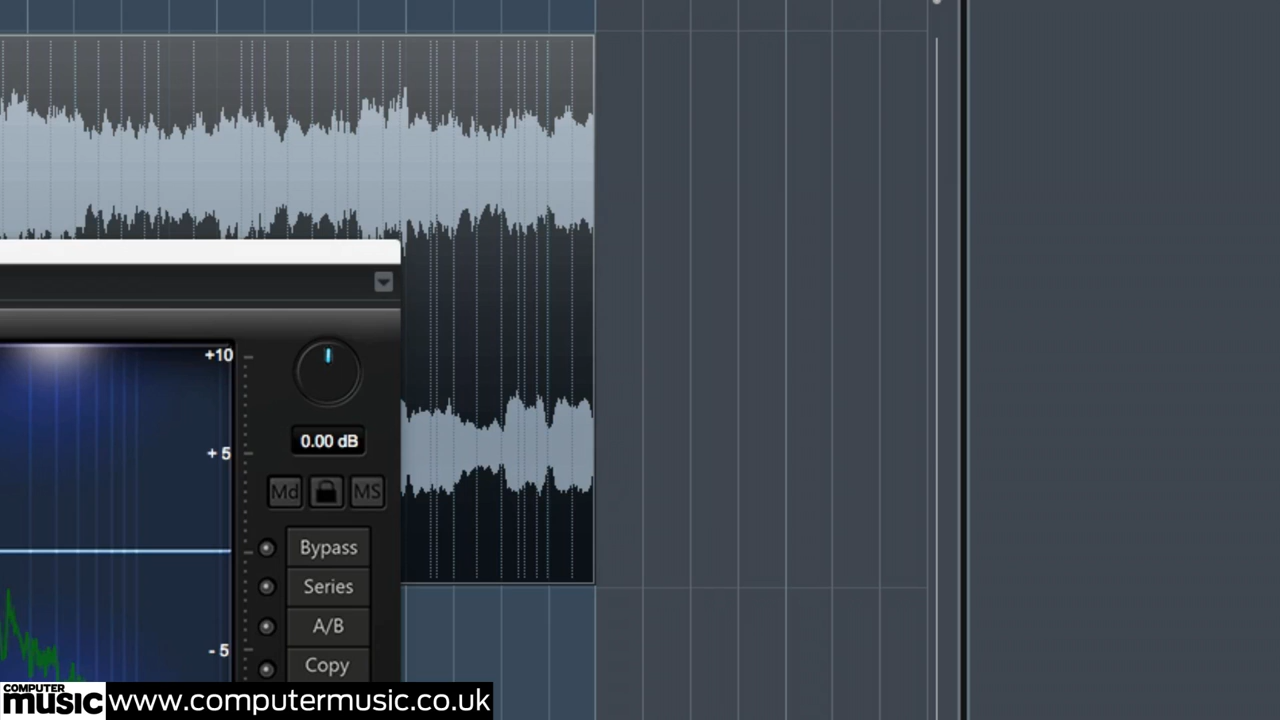 +10
0.00 dB
+ 5
Md
MS
Bypass
Series
A/B
- 5
Copy
COMPUTER
music
www.computermusic.co.uk